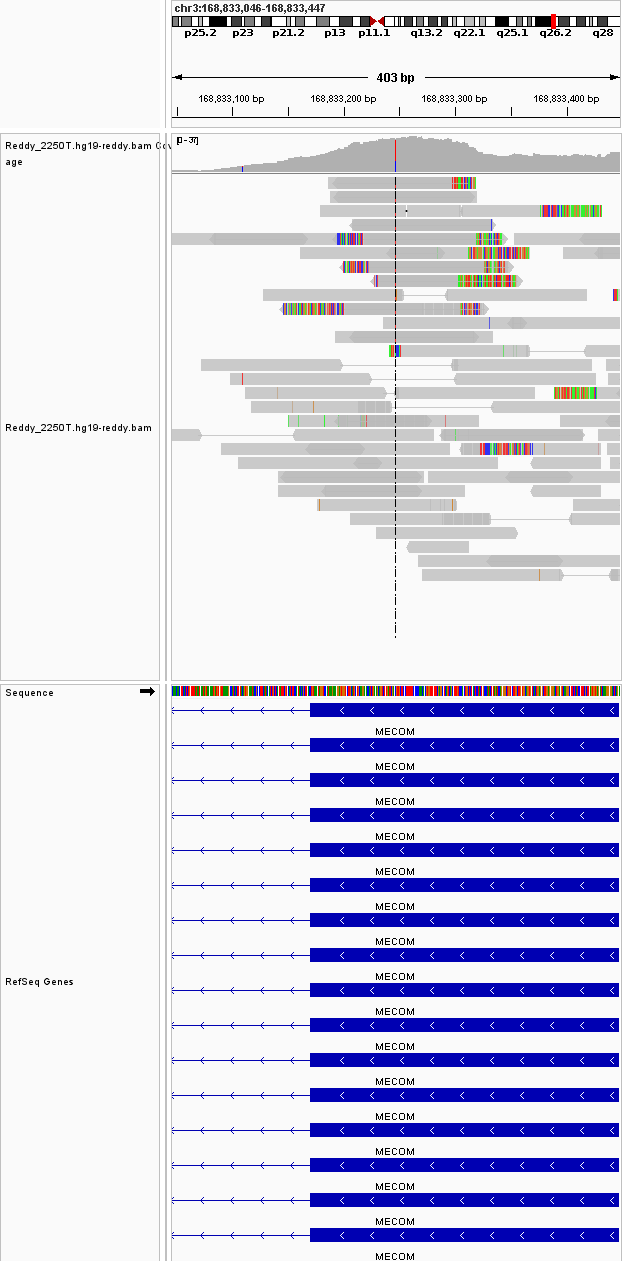 chr3:168,833,046-168,833,447
p25.2 p23 p21.2 p13 p11.1 q13.2 q22.1 q25.1 q26.2 q28
403 bp
168,833,100 bp 168,833,200 bp 168,833,300 bp 168,833,400 bp
Reddy_2250T.hg19-reddy.bam Cov
age
[0 - 37]
Reddy_2250T.hg19-reddy.bam
Sequence
MECOM
MECOM
MECOM
MECOM
MECOM
MECOM
MECOM
MECOM
RefSeq Genes
MECOM
MECOM
MECOM
MECOM
MECOM
MECOM
MECOM
MECOM